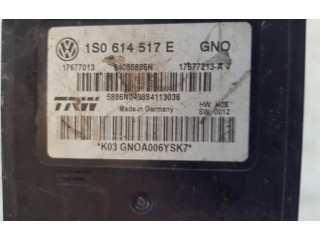 1S0 614 517 E GNO
17677013 54085886N 17677213-A V
5886N049884113036
TRW Made in Germany
HW: H08
SW: 0012
*K03 GNOA006YSK7*